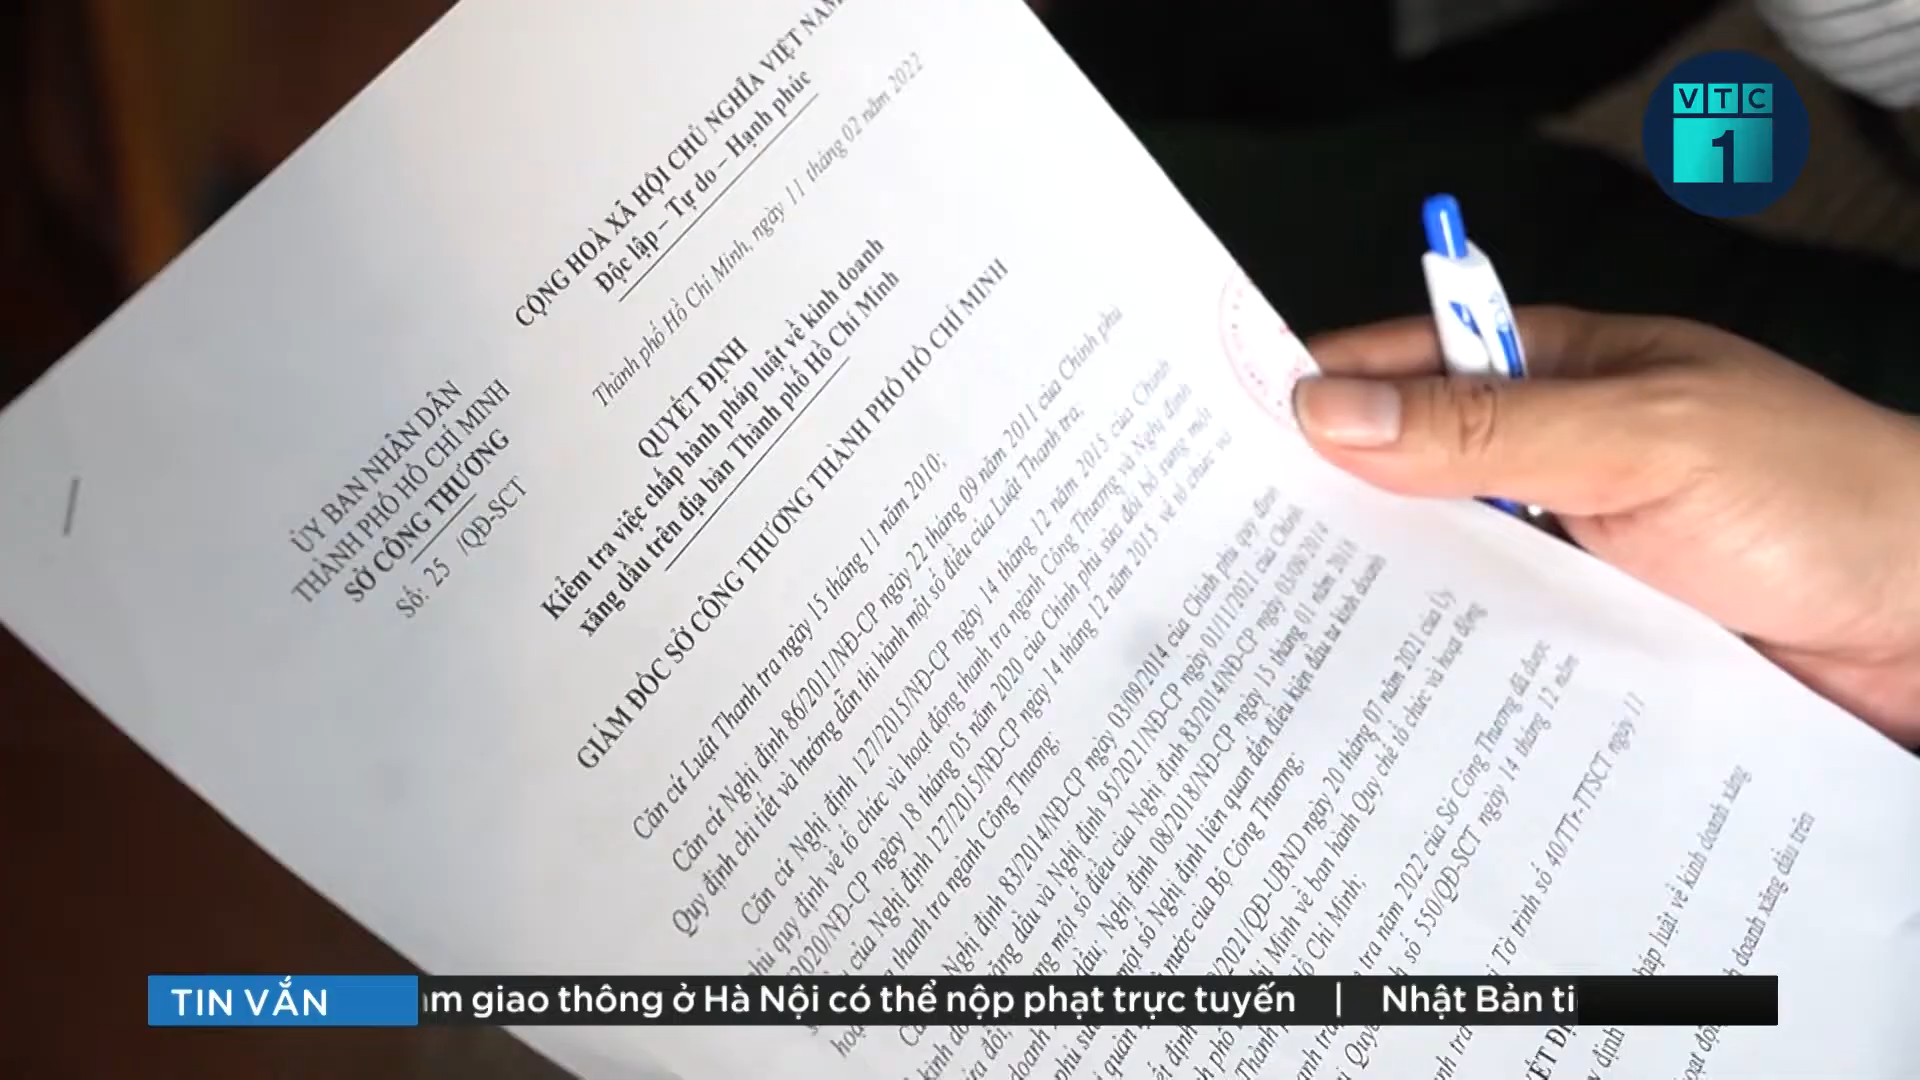 VTC
1
CỘNG HOÀ XÃ HỘI CHỦ NGHĨA VIỆT NAM
Độc lập – Tự do – Hạnh phúc
Thành phố Hồ Chí Minh, ngày 11 tháng 02 năm 2022
ỦY BAN NHÂN DÂN
THÀNH PHỐ HỒ CHÍ MINH
SỞ CÔNG THƯƠNG
Số: 25 /QĐ-SCT
QUYẾT ĐỊNH
Kiểm tra việc chấp hành pháp luật về kinh doanh
xăng dầu trên địa bàn Thành phố Hồ Chí Minh
GIÁM ĐỐC SỞ CÔNG THƯƠNG THÀNH PHỐ HỒ CHÍ MINH
Căn cứ Luật Thanh tra ngày 15 tháng 11 năm 2010;
Căn cứ Nghị định 86/2011/NĐ-CP ngày 22 tháng 09 năm 2011 của Chính phủ
Quy định chi tiết và hướng dẫn thi hành một số điều của Luật Thanh tra;
Căn cứ Nghị định 127/2015/NĐ-CP ngày 14 tháng 12 năm 2015 của Chính
phủ quy định về tổ chức và hoạt động thanh tra ngành Công Thương và Nghị định
/2020/NĐ-CP ngày 18 tháng 05 năm 2020 của Chính phủ sửa đổi bổ sung một
của Nghị định 127/2015/NĐ-CP ngày 14 tháng 12 năm 2015 về tổ chức và
thanh tra ngành Công Thương;
Nghị định 83/2014/NĐ-CP ngày 03/09/2014 của Chính phủ quy định
dầu và Nghị định 95/2021/NĐ-CP ngày 01/11/2021 của Chính
một số điều của Nghị định 83/2014/NĐ-CP ngày 03/09/2014
dầu; Nghị định 08/2018/NĐ-CP ngày 15 tháng 01 năm 2018
một số Nghị định liên quan đến điều kiện đầu tư kinh doanh
nước của Bộ Công Thương;
/2021/QĐ-UBND ngày 20 tháng 07 năm 2021 của Ủy
Minh về ban hành Quy chế tổ chức và hoạt động
Hồ Chí Minh;
tra năm 2022 của Sở Công Thương đã được
số 550/QĐ-SCT ngày 14 tháng 12 năm
Tờ trình số 40/TTr-TTSCT ngày 11
pháp luật về kinh doanh xăng
doanh xăng dầu trên
TIN VẮN
giao thông ở Hà Nội có thể nộp phạt trực tuyến | Nhật Bản